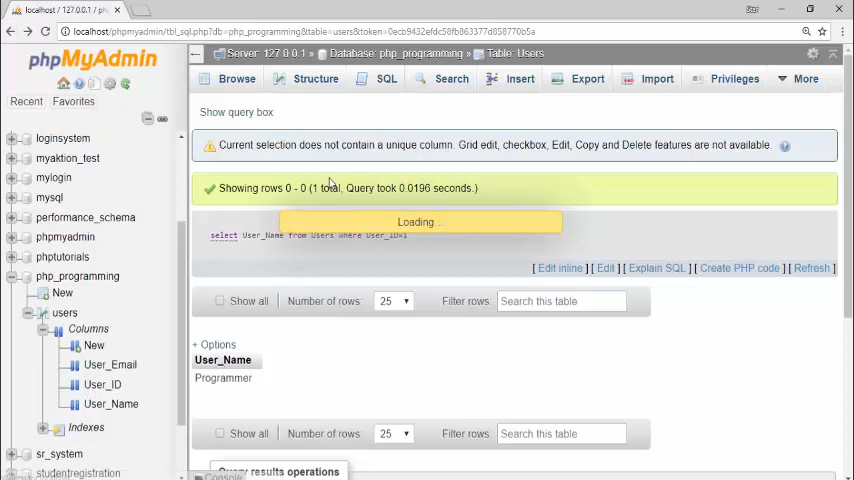 localhost / 127.0.0.1 /
localhost/phpmyadmin/tbl_sql.php?db=php_programming&table=users&token=0ecb9432efdc58fb863377d857770b5a
phpMyAdmin
Recent Favorites
loginsystem
myaktion_test
mylogin
mysql
performance_schema
phpmyadmin
phptutorials
php_programming
New
users
Columns
New
User_Email
User_ID
User_Name
Indexes
sr_system
studentregistration
Server: 127.0.0.1 » Database: php_programming » Table: Users
Browse Structure SQL Search Insert Export Import Privileges More
Show query box
Current selection does not contain a unique column. Grid edit, checkbox, Edit, Copy and Delete features are not available.
Showing rows 0 - 0 (1 total, Query took 0.0196 seconds.)
Loading...
select User_Name from Users where User_ID=1
[ Edit inline ] [ Edit ] [ Explain SQL ] [ Create PHP code ] [ Refresh ]
Show all Number of rows: 25 Filter rows: Search this table
+ Options
User_Name
Programmer
Show all Number of rows: 25 Filter rows: Search this table
Query results operations
Console